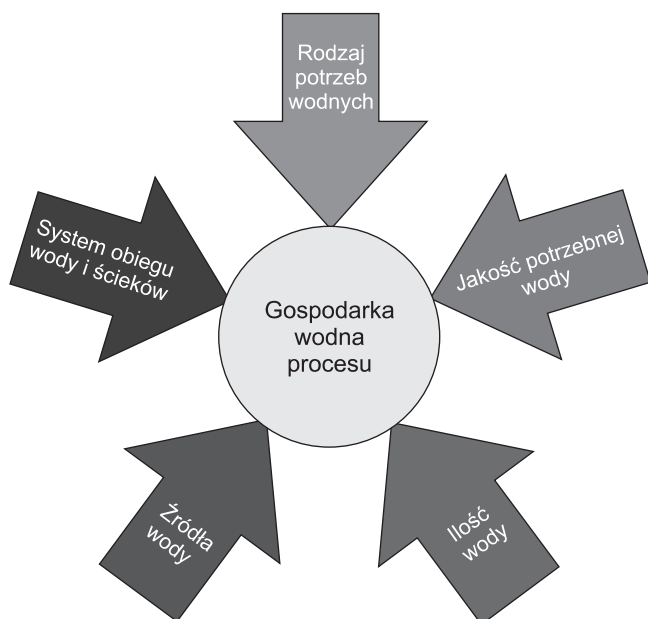 Rodzaj
potrzeb
wodnych
System obiegu
wody i ścieków
Jakość potrzebnej
wody
Gospodarka
wodna
procesu
Źródła
wody
Ilość
wody